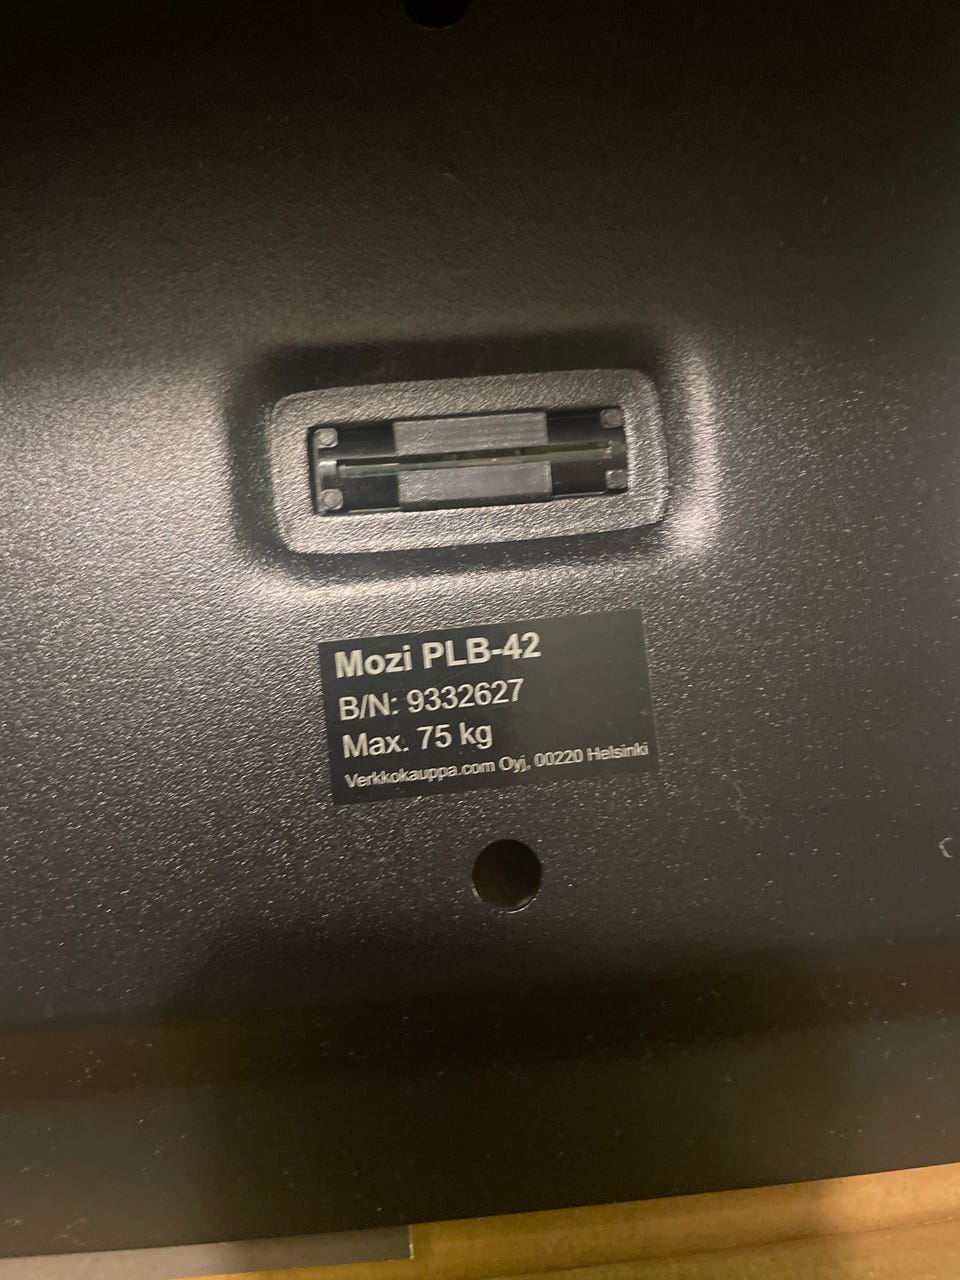 Mozi PLB-42
B/N: 9332627
Max. 75 kg
Verkkokauppa.com Oyj, 00220 Helsinki